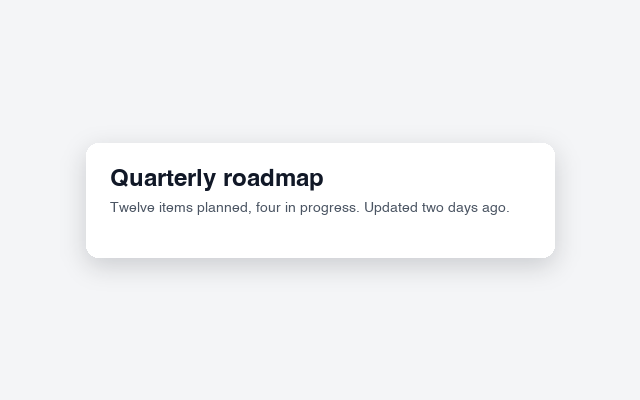 Quarterly roadmap
Twelve items planned, four in progress. Updated two days ago.